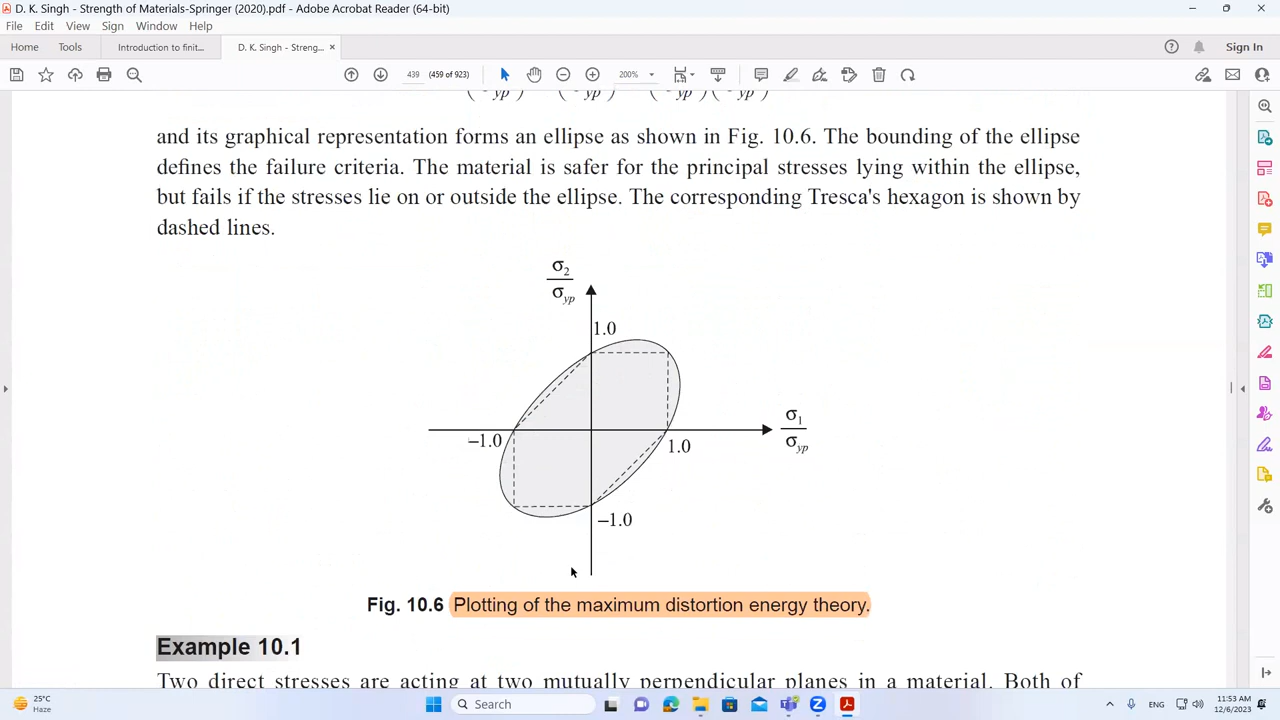 D. K. Singh - Strength of Materials-Springer (2020).pdf - Adobe Acrobat Reader (64-bit)
File Edit View Sign Window Help
Home Tools Introduction to finit... D. K. Singh - Streng... × Sign In
439 (459 of 923) 200%
and its graphical representation forms an ellipse as shown in Fig. 10.6. The bounding of the ellipse
defines the failure criteria. The material is safer for the principal stresses lying within the ellipse,
but fails if the stresses lie on or outside the ellipse. The corresponding Tresca's hexagon is shown by
dashed lines.
σ2
σyp
1.0
σ1
σyp
–1.0
1.0
–1.0
Fig. 10.6 Plotting of the maximum distortion energy theory.
Example 10.1
Two direct stresses are acting at two mutually perpendicular planes in a material. Both of
25°C
Haze
Search
ENG
11:53 AM
12/6/2023